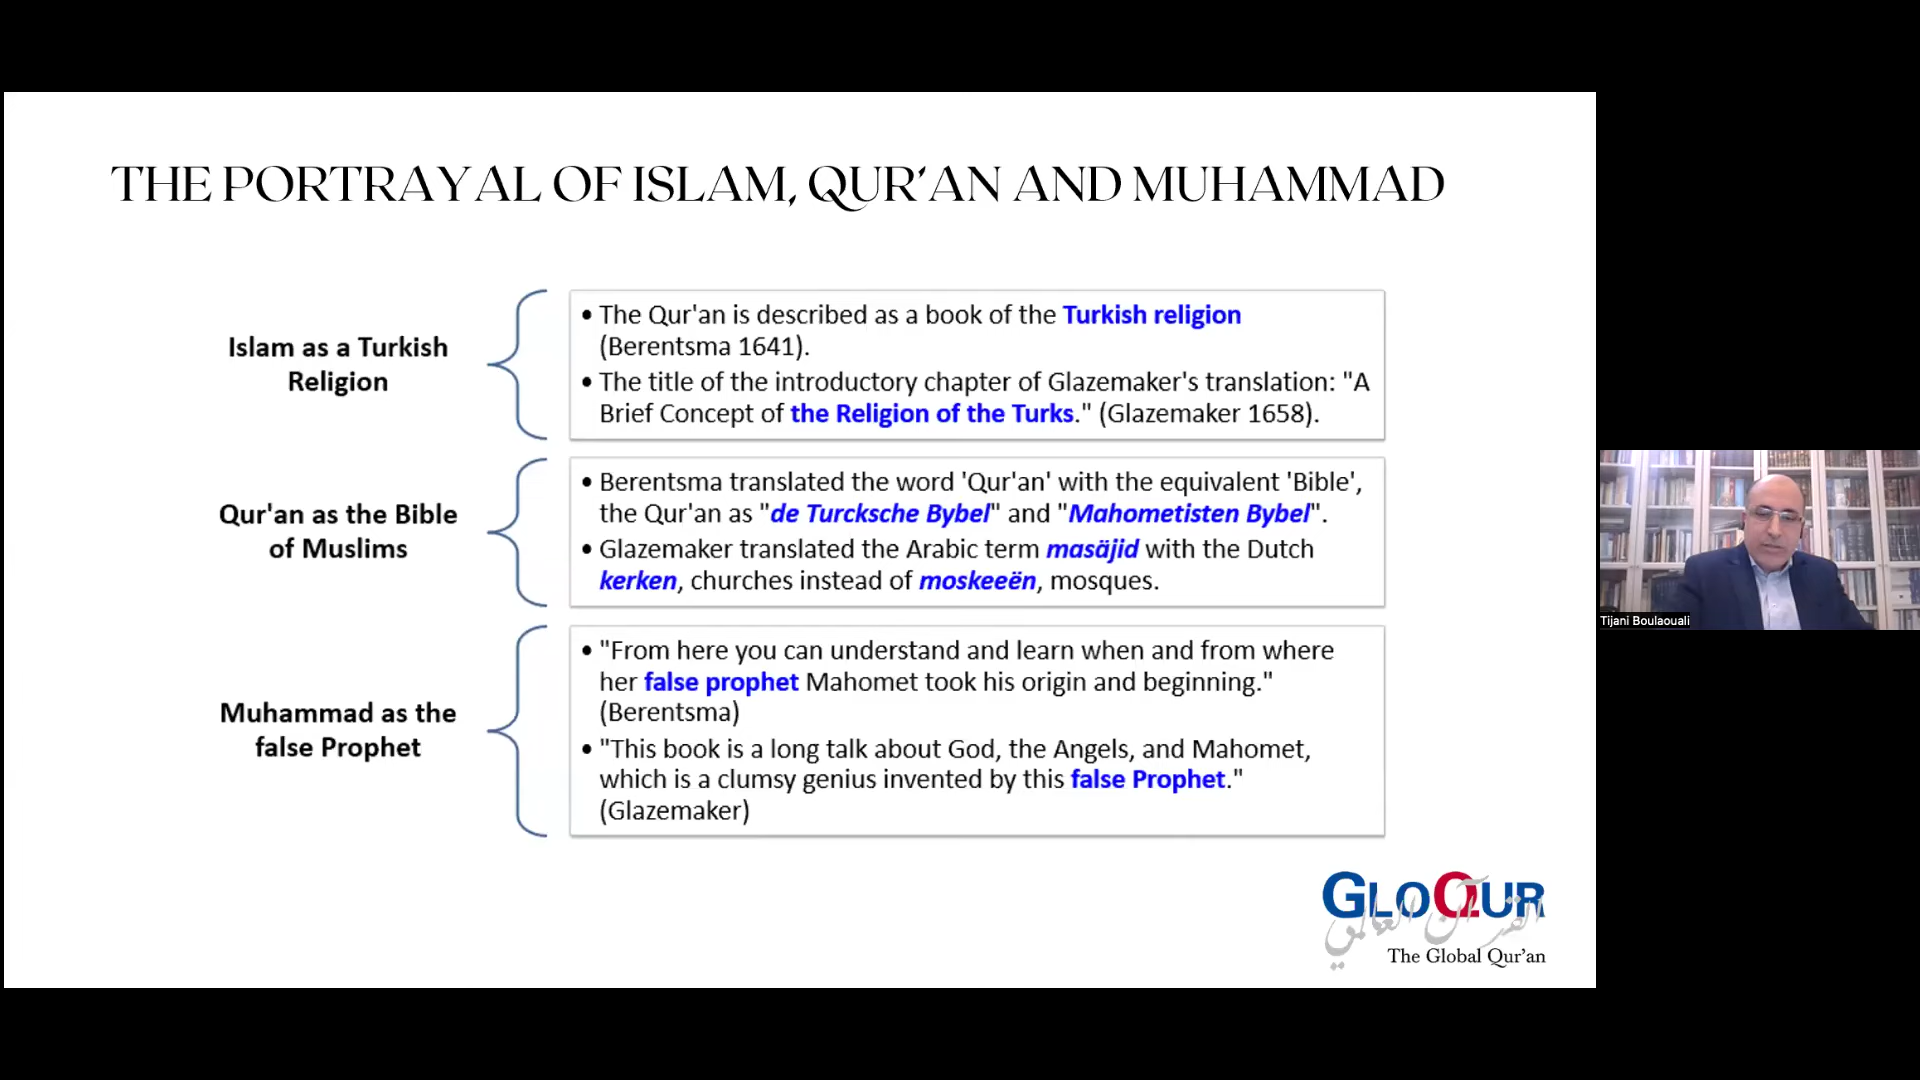 THE PORTRAYAL OF ISLAM, QUR'AN AND MUHAMMAD
Islam as a Turkish
Religion
• The Qur'an is described as a book of the Turkish religion
(Berentsma 1641).
• The title of the introductory chapter of Glazemaker's translation: "A
Brief Concept of the Religion of the Turks." (Glazemaker 1658).
Qur'an as the Bible
of Muslims
• Berentsma translated the word 'Qur'an' with the equivalent 'Bible',
the Qur'an as "de Turcksche Bybel" and "Mahometisten Bybel".
• Glazemaker translated the Arabic term masäjid with the Dutch
kerken, churches instead of moskeeën, mosques.
Muhammad as the
false Prophet
• "From here you can understand and learn when and from where
her false prophet Mahomet took his origin and beginning."
(Berentsma)
• "This book is a long talk about God, the Angels, and Mahomet,
which is a clumsy genius invented by this false Prophet."
(Glazemaker)
GLOQUR
القرآن العالمي
The Global Qur'an
Tijani Boulaouali